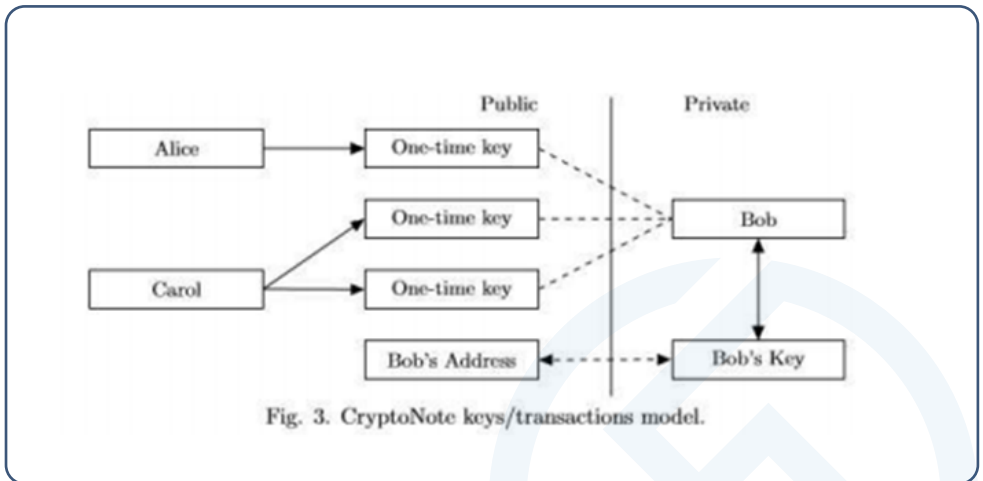 Public Private
Alice One-time key
One-time key Bob
Carol One-time key
Bob's Address Bob's Key
Fig. 3. CryptoNote keys/transactions model.